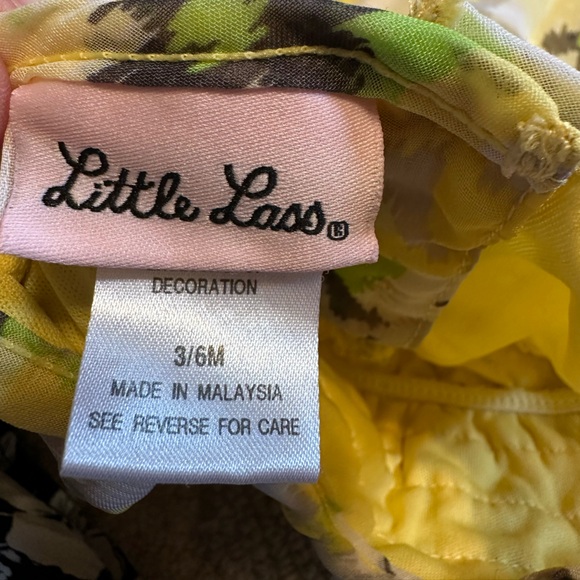 Little Lass®
DECORATION
3/6M
MADE IN MALAYSIA
SEE REVERSE FOR CARE